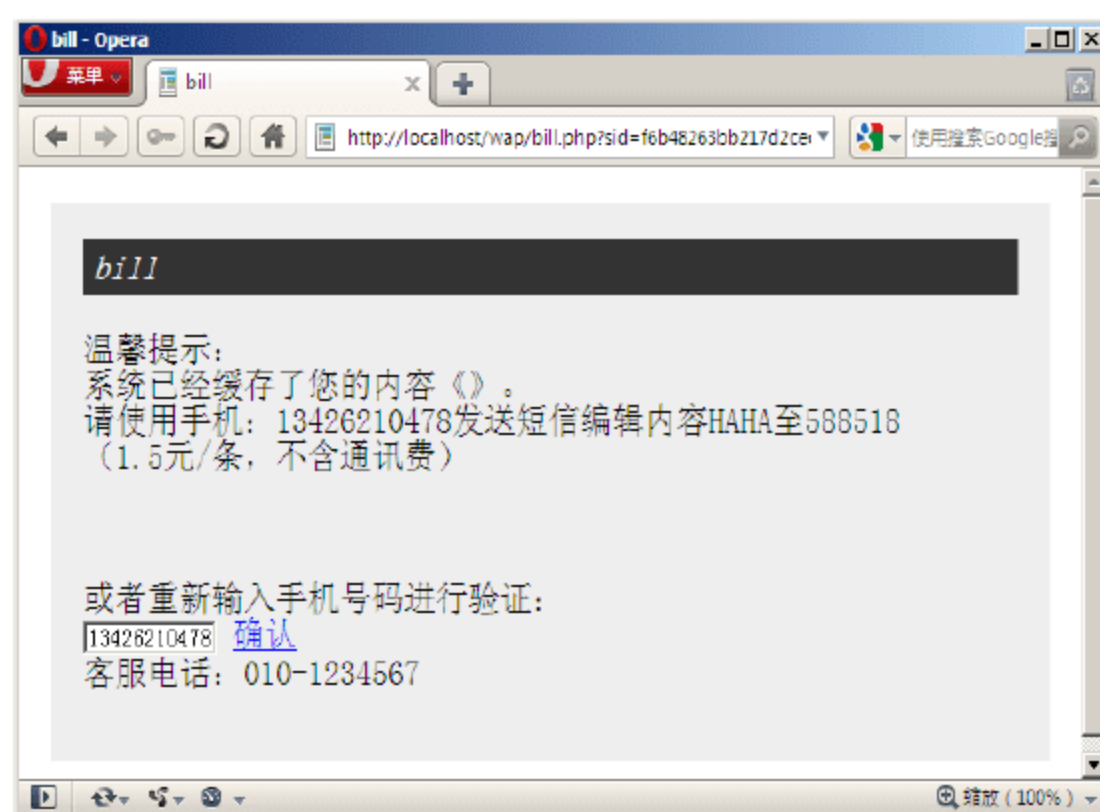 bill - Opera
菜单
bill
http://localhost/wap/bill.php?sid=f6b48263bb217d2ce
使用搜索Google搜
bill
温馨提示:
系统已经缓存了您的内容《》。
请使用手机: 13426210478发送短信编辑内容HAHA至588518
(1.5元/条, 不含通讯费)
或者重新输入手机号码进行验证:
13426210478 确认
客服电话: 010-1234567
缩放 (100%)